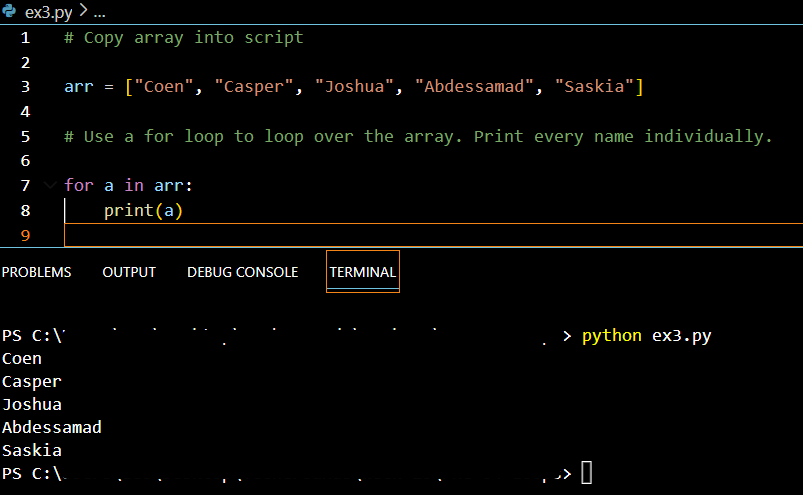 ex3.py > ...
1 # Copy array into script
2
3 arr = ["Coen", "Casper", "Joshua", "Abdessamad", "Saskia"]
4
5 # Use a for loop to loop over the array. Print every name individually.
6
7 for a in arr:
8 print(a)
9
PROBLEMS OUTPUT DEBUG CONSOLE TERMINAL
PS C:\ > python ex3.py
Coen
Casper
Joshua
Abdessamad
Saskia
PS C:\ >